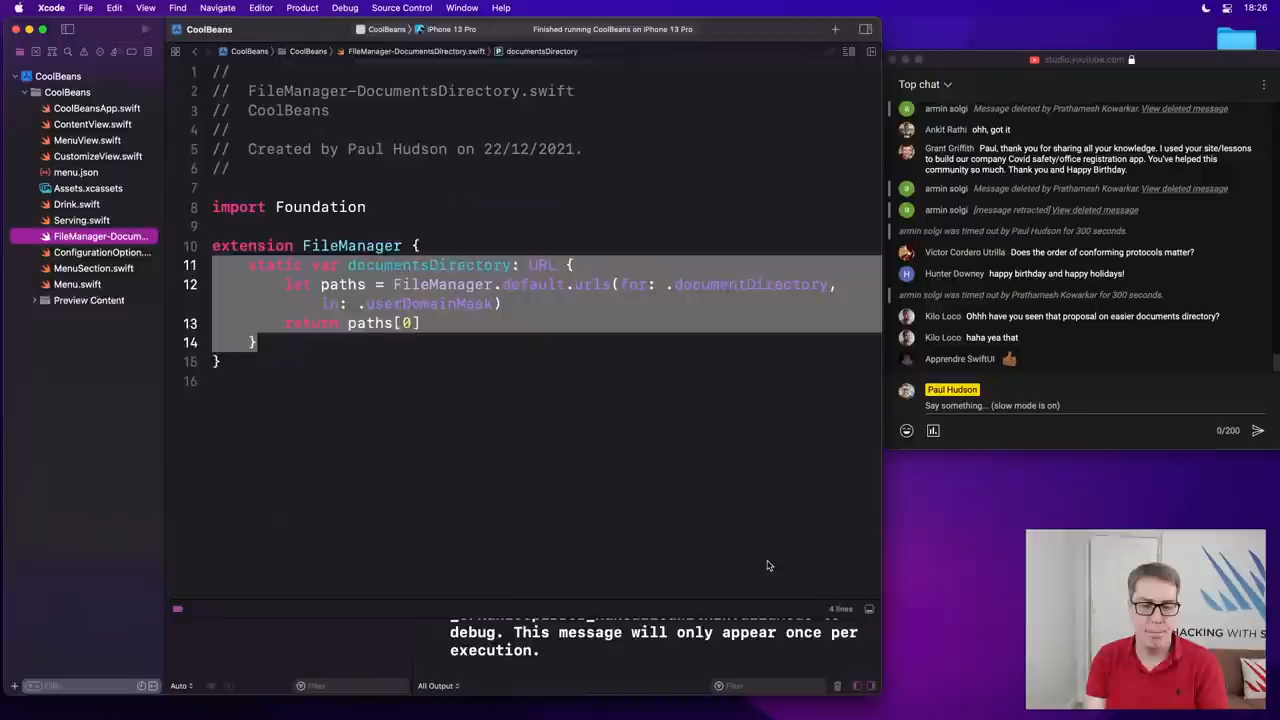 Xcode File Edit View Find Navigate Editor Product Debug Source Control Window Help 18:26
CoolBeans
CoolBeans iPhone 13 Pro
Finished running CoolBeans on iPhone 13 Pro
CoolBeans CoolBeans FileManager-DocumentsDirectory.swift documentsDirectory
CoolBeans
CoolBeans
CoolBeansApp.swift
ContentView.swift
MenuView.swift
CustomizeView.swift
menu.json
Assets.xcassets
Drink.swift
Serving.swift
FileManager-Docum...
ConfigurationOption....
MenuSection.swift
Menu.swift
Preview Content
1 //
2 // FileManager-DocumentsDirectory.swift
3 // CoolBeans
4 //
5 // Created by Paul Hudson on 22/12/2021.
6 //
7
8 import Foundation
9
10 extension FileManager {
11 static var documentsDirectory: URL {
12 let paths = FileManager.default.urls(for: .documentDirectory,
in: .userDomainMask)
13 return paths[0]
14 }
15 }
16
4 lines
debug. This message will only appear once per
execution.
Filter
Auto
Filter
All Output
Filter
studio.youtube.com
Top chat
armin solgi Message deleted by Prathamesh Kowarkar. View deleted message
Ankit Rathi ohh, got it
Grant Griffith Paul, thank you for sharing all your knowledge. I used your site/lessons
to build our company Covid safety/office registration app. You've helped this
community so much. Thank you and Happy Birthday.
armin solgi Message deleted by Prathamesh Kowarkar. View deleted message
armin solgi [message retracted] View deleted message
armin solgi was timed out by Paul Hudson for 300 seconds.
Victor Cordero Utrilla Does the order of conforming protocols matter?
H Hunter Downey happy birthday and happy holidays!
armin solgi was timed out by Prathamesh Kowarkar for 300 seconds.
Kilo Loco Ohhh have you seen that proposal on easier documents directory?
Kilo Loco haha yea that
Apprendre SwiftUI
Paul Hudson
Say something... (slow mode is on)
0/200
HACKING WITH S